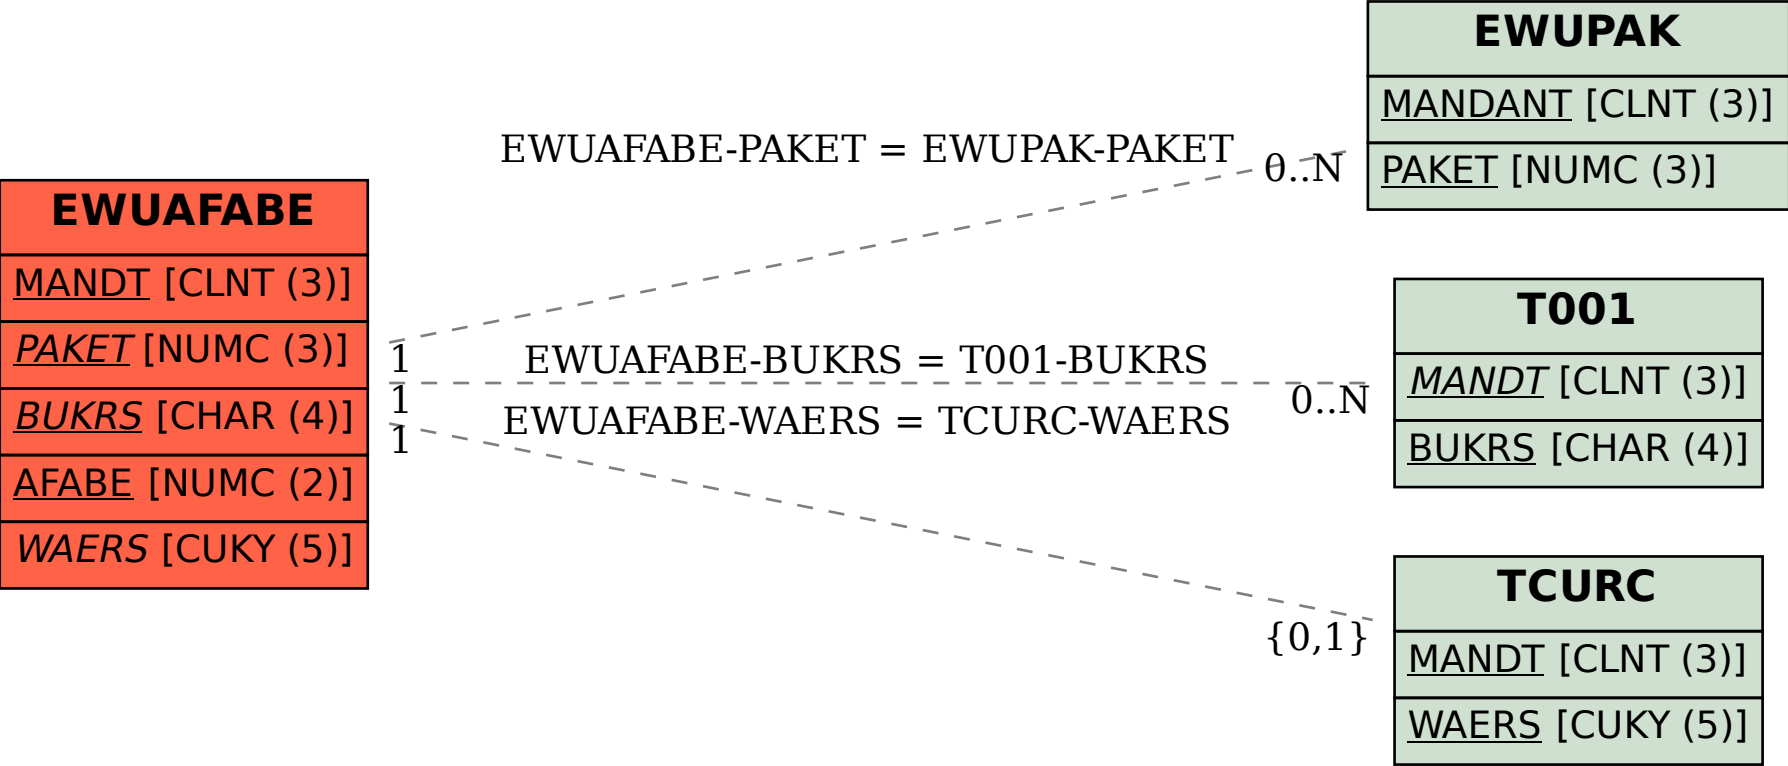 EWUAFABE
MANDT [CLNT (3)]
PAKET [NUMC (3)]
BUKRS [CHAR (4)]
AFABE [NUMC (2)]
WAERS [CUKY (5)]
EWUAFABE-PAKET = EWUPAK-PAKET
0..N
1
EWUAFABE-BUKRS = T001-BUKRS
1
0..N
EWUAFABE-WAERS = TCURC-WAERS
1
{0,1}
EWUPAK
MANDANT [CLNT (3)]
PAKET [NUMC (3)]
T001
MANDT [CLNT (3)]
BUKRS [CHAR (4)]
TCURC
MANDT [CLNT (3)]
WAERS [CUKY (5)]